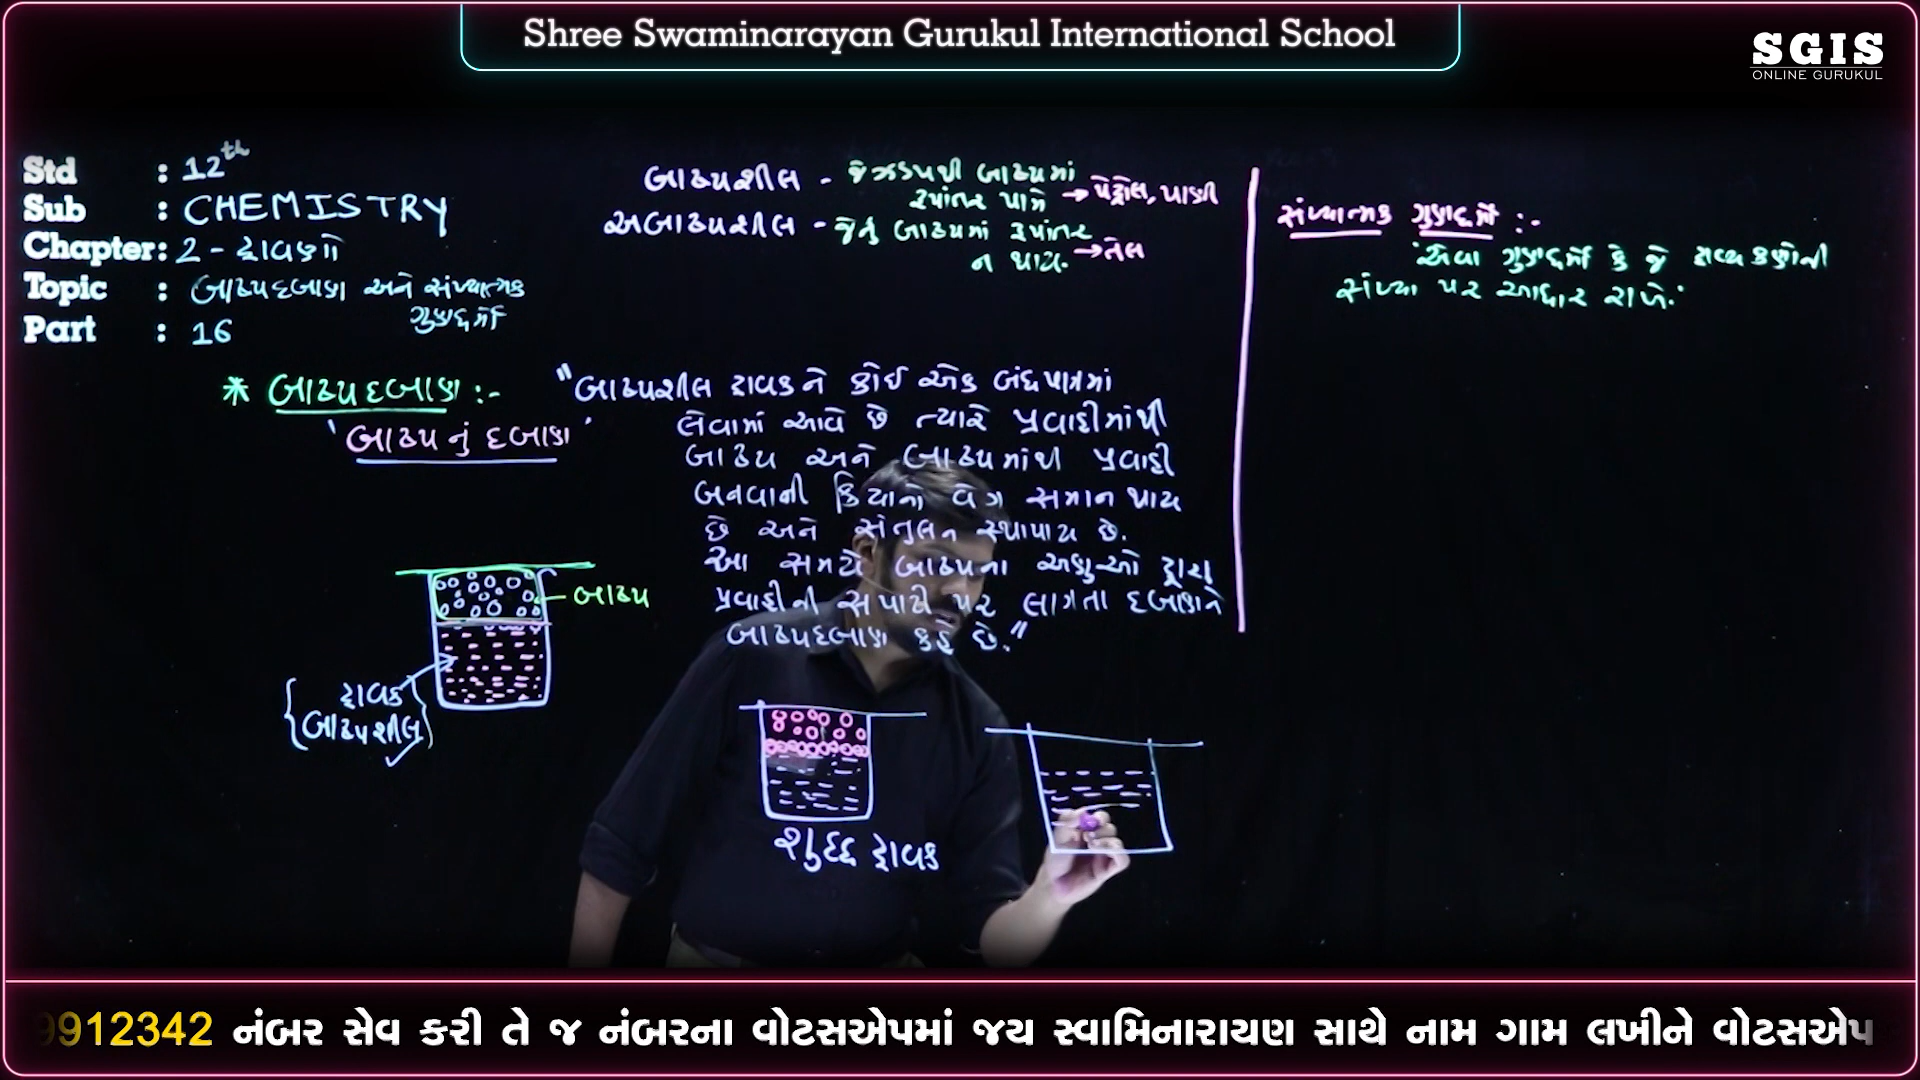 Shree Swaminarayan Gurukul International School
SGIS
ONLINE GURUKUL
Std : 12th
Sub : CHEMISTRY
Chapter: 2 - દ્રાવણો
Topic : બાષ્પદબાણ અને સંખ્યાત્મક
ગુણધર્મો
Part : 16
બાષ્પશીલ - જે ઝડપથી બાષ્પમાં
રૂપાંતર પામે → પેટ્રોલ, પાણી
અબાષ્પશીલ - જેનું બાષ્પમાં રૂપાંતર
ન થાય. → તેલ
સંખ્યાત્મક ગુણધર્મો :-
'એવા ગુણધર્મો કે જે દ્રાવ્ય કણોની
સંખ્યા પર આધાર રાખે.'
* બાષ્પદબાણ :-
'બાષ્પનું દબાણ'
"બાષ્પશીલ દ્રાવકને કોઈ એક બંધપાત્રમાં
લેવામાં આવે છે ત્યારે પ્રવાહીમાંથી
બાષ્પ અને બાષ્પમાંથી પ્રવાહી
બનવાની ક્રિયાનો વેગ સમાન થાય
છે અને સંતુલન સ્થાપાય છે.
આ સમયે બાષ્પના અણુઓ દ્વારા
પ્રવાહીની સપાટી પર લાગતા દબાણને
બાષ્પદબાણ કહે છે."
બાષ્પ
દ્રાવક
બાષ્પશીલ
શુદ્ધ દ્રાવક
9912342 નંબર સેવ કરી તે જ નંબરના વોટસએપમાં જય સ્વામિનારાયણ સાથે નામ ગામ લખીને વોટસએપ